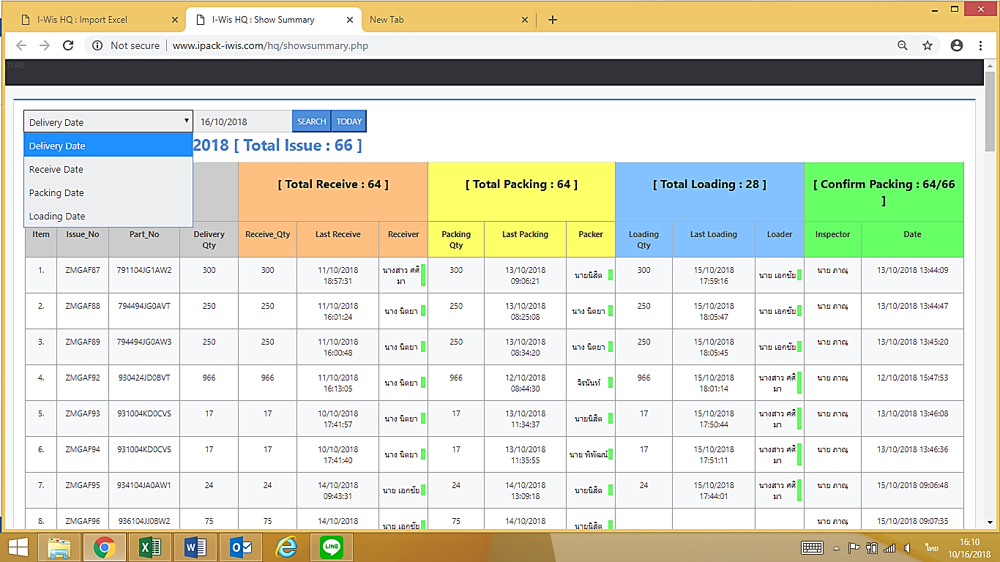 I-Wis HQ : Import Excel
I-Wis HQ : Show Summary
New Tab
Not secure
www.ipack-iwis.com/hq/showsummary.php
01:48
Delivery Date
16/10/2018
SEARCH
TODAY
Delivery Date
Receive Date
Packing Date
Loading Date
2018 [ Total Issue : 66 ]
[ Total Receive : 64 ]
[ Total Packing : 64 ]
[ Total Loading : 28 ]
[ Confirm Packing : 64/66
]
Item Issue_No Part_No Delivery Receive_Qty Last Receive Receiver Packing Last Packing Packer Loading Last Loading Loader Inspector Date
Qty Qty Qty
1. ZMGAF87 791104JG1AW2 300 300 11/10/2018 นางสาว ศศิ 300 13/10/2018 นายนิสิต 300 15/10/2018 นาย เอกชัย นาย ภาณุ 13/10/2018 13:44:09
18:57:31 มา 09:06:21 17:59:16
2. ZMGAF88 794494JG0AVT 250 250 11/10/2018 นาง นิตยา 250 13/10/2018 นาง นิตยา 250 15/10/2018 นาย เอกชัย นาย ภาณุ 13/10/2018 13:44:47
16:01:24 08:25:08 18:05:47
3. ZMGAF89 794494JG0AW3 250 250 11/10/2018 นาง นิตยา 250 13/10/2018 นาง นิตยา 250 15/10/2018 นาย เอกชัย นาย ภาณุ 13/10/2018 13:45:20
16:00:48 08:34:20 18:05:45
4. ZMGAF92 930424JD0BVT 966 966 11/10/2018 นาง นิตยา 966 12/10/2018 จิรนันท์ 966 15/10/2018 นางสาว ศศิ นาย ภาณุ 12/10/2018 15:47:53
16:13:05 08:44:30 18:01:14 มา
5. ZMGAF93 931004KD0CVS 17 17 10/10/2018 นาง นิตยา 17 13/10/2018 นายนิสิต 17 15/10/2018 นางสาว ศศิ นาย ภาณุ 13/10/2018 13:46:08
17:41:57 11:34:37 17:50:44 มา
6. ZMGAF94 931004KD0CVS 17 17 10/10/2018 นาง นิตยา 17 13/10/2018 นาย พิพัฒน์ 17 15/10/2018 นางสาว ศศิ นาย ภาณุ 13/10/2018 13:46:36
17:41:40 11:35:55 17:51:11 มา
7. ZMGAF95 934104JA0AW1 24 24 14/10/2018 นาย เอกชัย 24 14/10/2018 นายนิสิต 24 15/10/2018 นางสาว ศศิ นาย ภาณุ 15/10/2018 09:06:48
09:43:31 13:09:18 17:44:01 มา
8. ZMGAF96 936104JJ0BW2 75 75 14/10/2018 นาย เอกชัย 75 14/10/2018 นายนิสิต นาย ภาณุ 15/10/2018 09:07:35
LINE
ไทย
16:10
10/16/2018